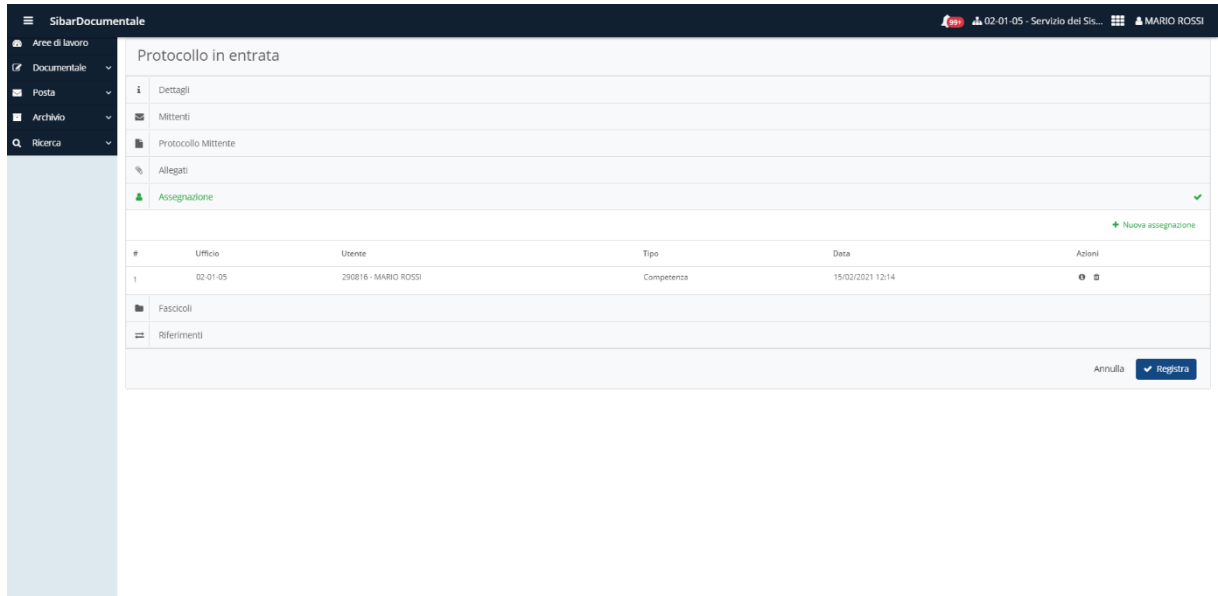 SibarDocumentale 99+ 02-01-05 - Servizio dei Sis... MARIO ROSSI
Aree di lavoro
Documentale
Posta
Archivio
Ricerca
Protocollo in entrata
Dettagli
Mittenti
Protocollo Mittente
Allegati
Assegnazione
+ Nuova assegnazione
# Ufficio Utente Tipo Data Azioni
1 02-01-05 290816 - MARIO ROSSI Competenza 15/02/2021 12:14
Fascicoli
Riferimenti
Annulla Registra